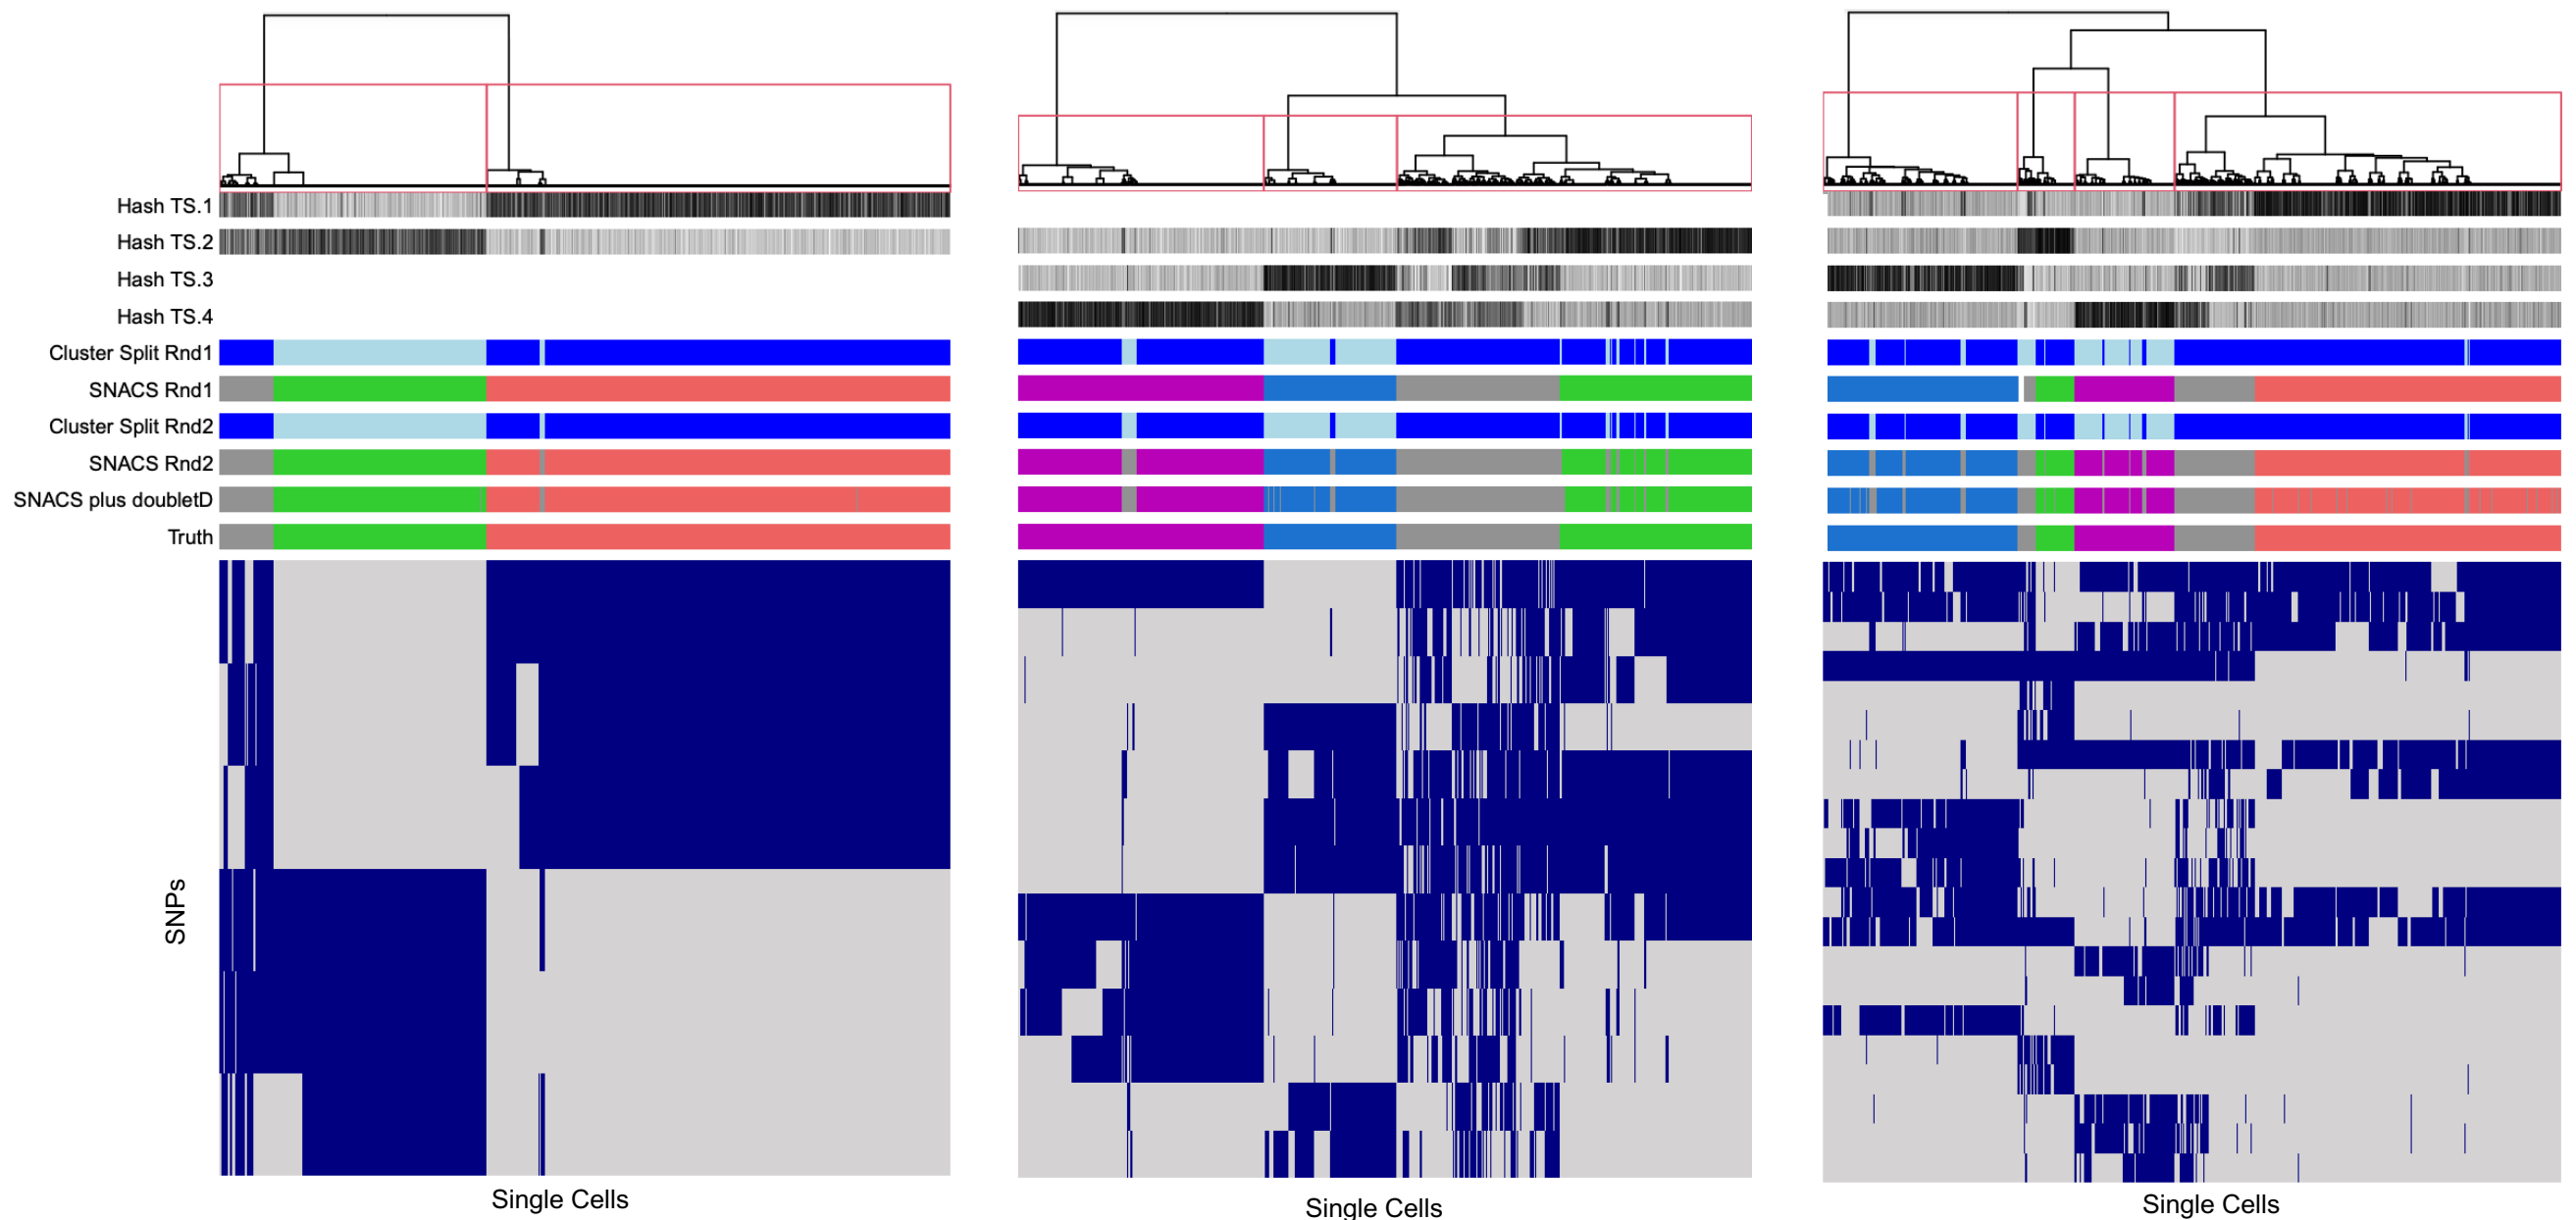 Hash TS.1
Hash TS.2
Hash TS.3
Hash TS.4
Cluster Split Rnd1
SNACS Rnd1
Cluster Split Rnd2
SNACS Rnd2
SNACS plus doubletD
Truth
SNPs
Single Cells
Single Cells
Single Cells